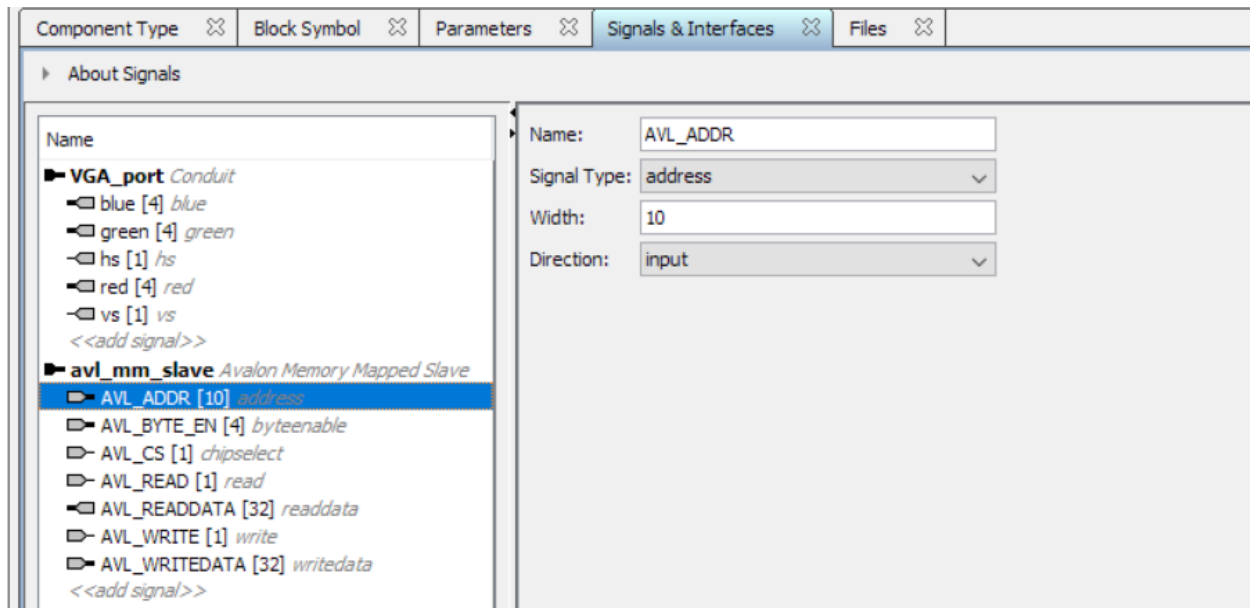 Component Type Block Symbol Parameters Signals & Interfaces Files
About Signals
Name
VGA_port Conduit
blue [4] blue
green [4] green
hs [1] hs
red [4] red
vs [1] vs
<<add signal>>
avl_mm_slave Avalon Memory Mapped Slave
AVL_ADDR [10] address
AVL_BYTE_EN [4] byteenable
AVL_CS [1] chipselect
AVL_READ [1] read
AVL_READDATA [32] readdata
AVL_WRITE [1] write
AVL_WRITEDATA [32] writedata
<<add signal>>
Name: AVL_ADDR
Signal Type: address
Width: 10
Direction: input